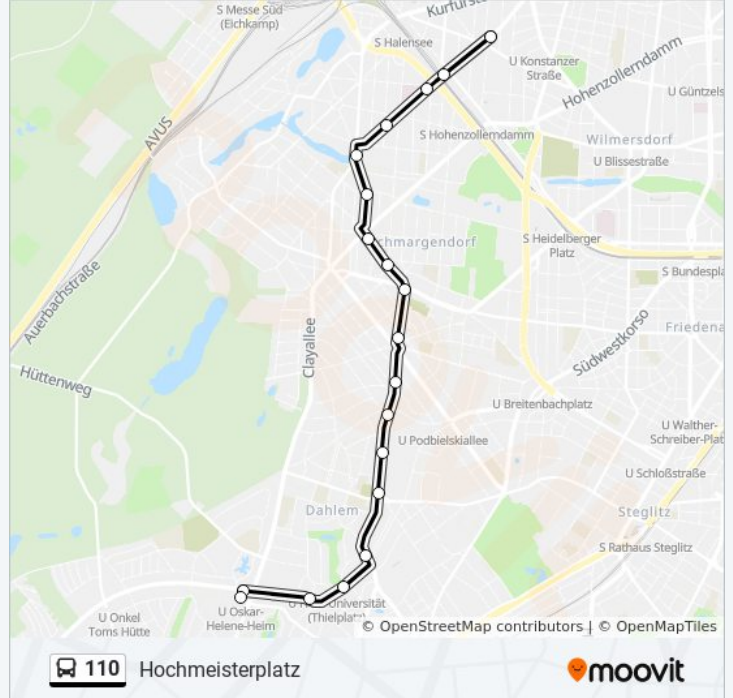 S Messe Süd
(Eichkamp)
S Halensee
U Konstanzer
Straße
Hohenzollerndamm
U Güntzels
AVUS
S Hohenzollerndamm
Wilmersdorf
U Blissestraße
chmargendorf
S Heidelberger
Platz
S Bundespla
Auerbachstraße
Clayallee
Südwestkorso
Friedena
Hüttenweg
U Breitenbachplatz
U Walther-
Schreiber-Plat
U Podbielskiallee
U Schloßstraße
Dahlem
Steglitz
S Rathaus Steglitz
U Onkel
Toms Hütte
U Oskar-
Helene-Heim
Universität
(Thielplatz
© OpenStreetMap contributors | © OpenMapTiles
110 Hochmeisterplatz
moovit